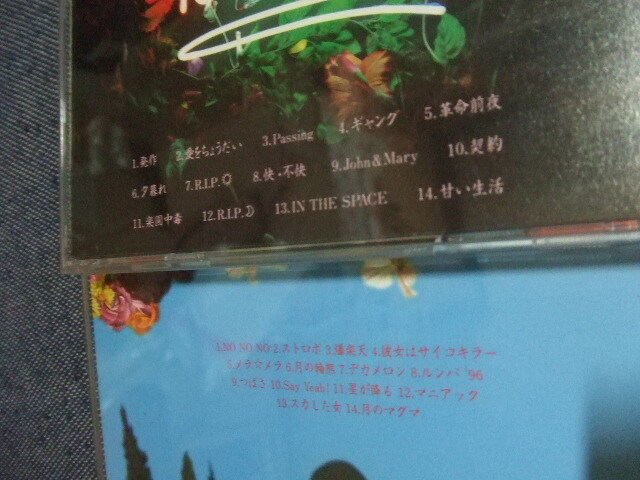 1.発作 2.愛をちょうだい 3.Passing 4.ギャング 5.革命前夜
6.夕暮れ 7.R.I.P. 8.快・不快 9.John&Mary 10.契約
11.楽園中毒 12.R.I.P.☽ 13.IN THE SPACE 14.甘い生活
1.NO NO NO 2.ストロボ 3.爆楽天 4.彼女はサイコキラー
5.メラ☆メラ 6.月の輪熊 7.デカメロン 8.ルンバ '96
9.つばさ 10.Say Yeah! 11.星が降る 12.マニアック
13.スカした女 14.月のマグマ